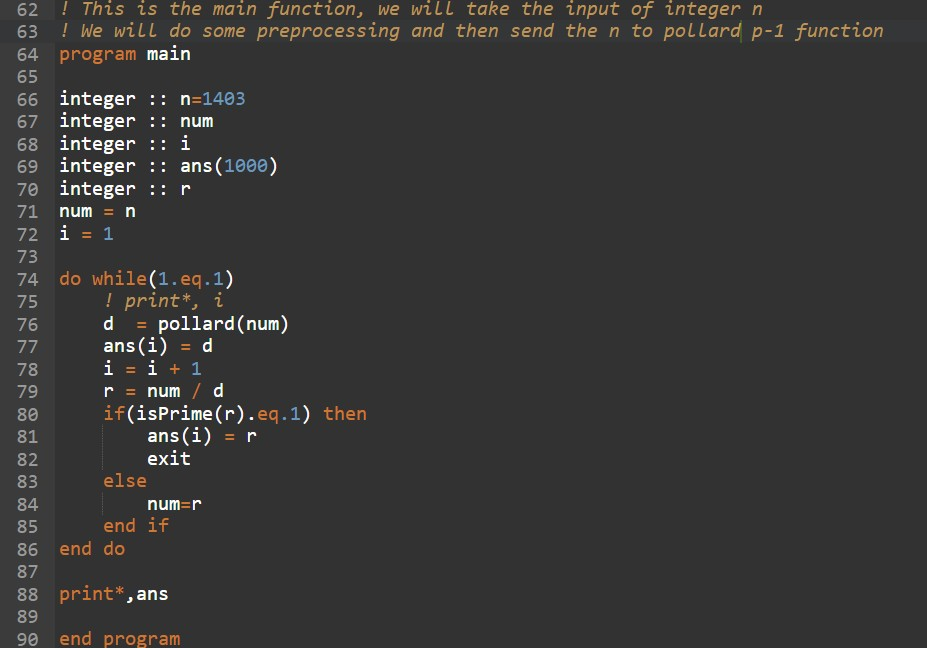 62 ! This is the main function, we will take the input of integer n
63 ! We will do some preprocessing and then send the n to pollard p-1 function
64 program main
65
66 integer :: n=1403
67 integer :: num
68 integer :: i
69 integer :: ans(1000)
70 integer :: r
71 num = n
72 i = 1
73
74 do while(1.eq.1)
75     ! print*, i
76     d  = pollard(num)
77     ans(i) = d
78     i = i + 1
79     r = num / d
80     if(isPrime(r).eq.1) then
81         ans(i) = r
82         exit
83     else
84         num=r
85     end if
86 end do
87
88 print*,ans
89
90 end program